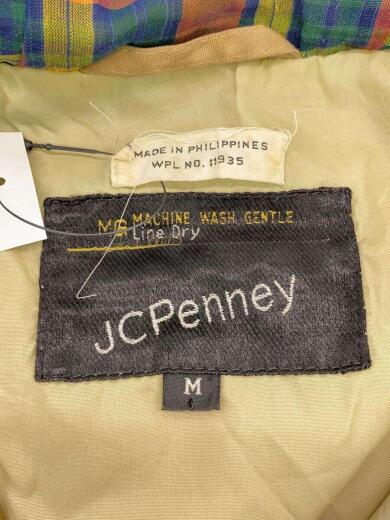 MADE IN PHILIPPINES
WPL NO. 11935
MG MACHINE WASH GENTLE
Line Dry
JCPenney
M